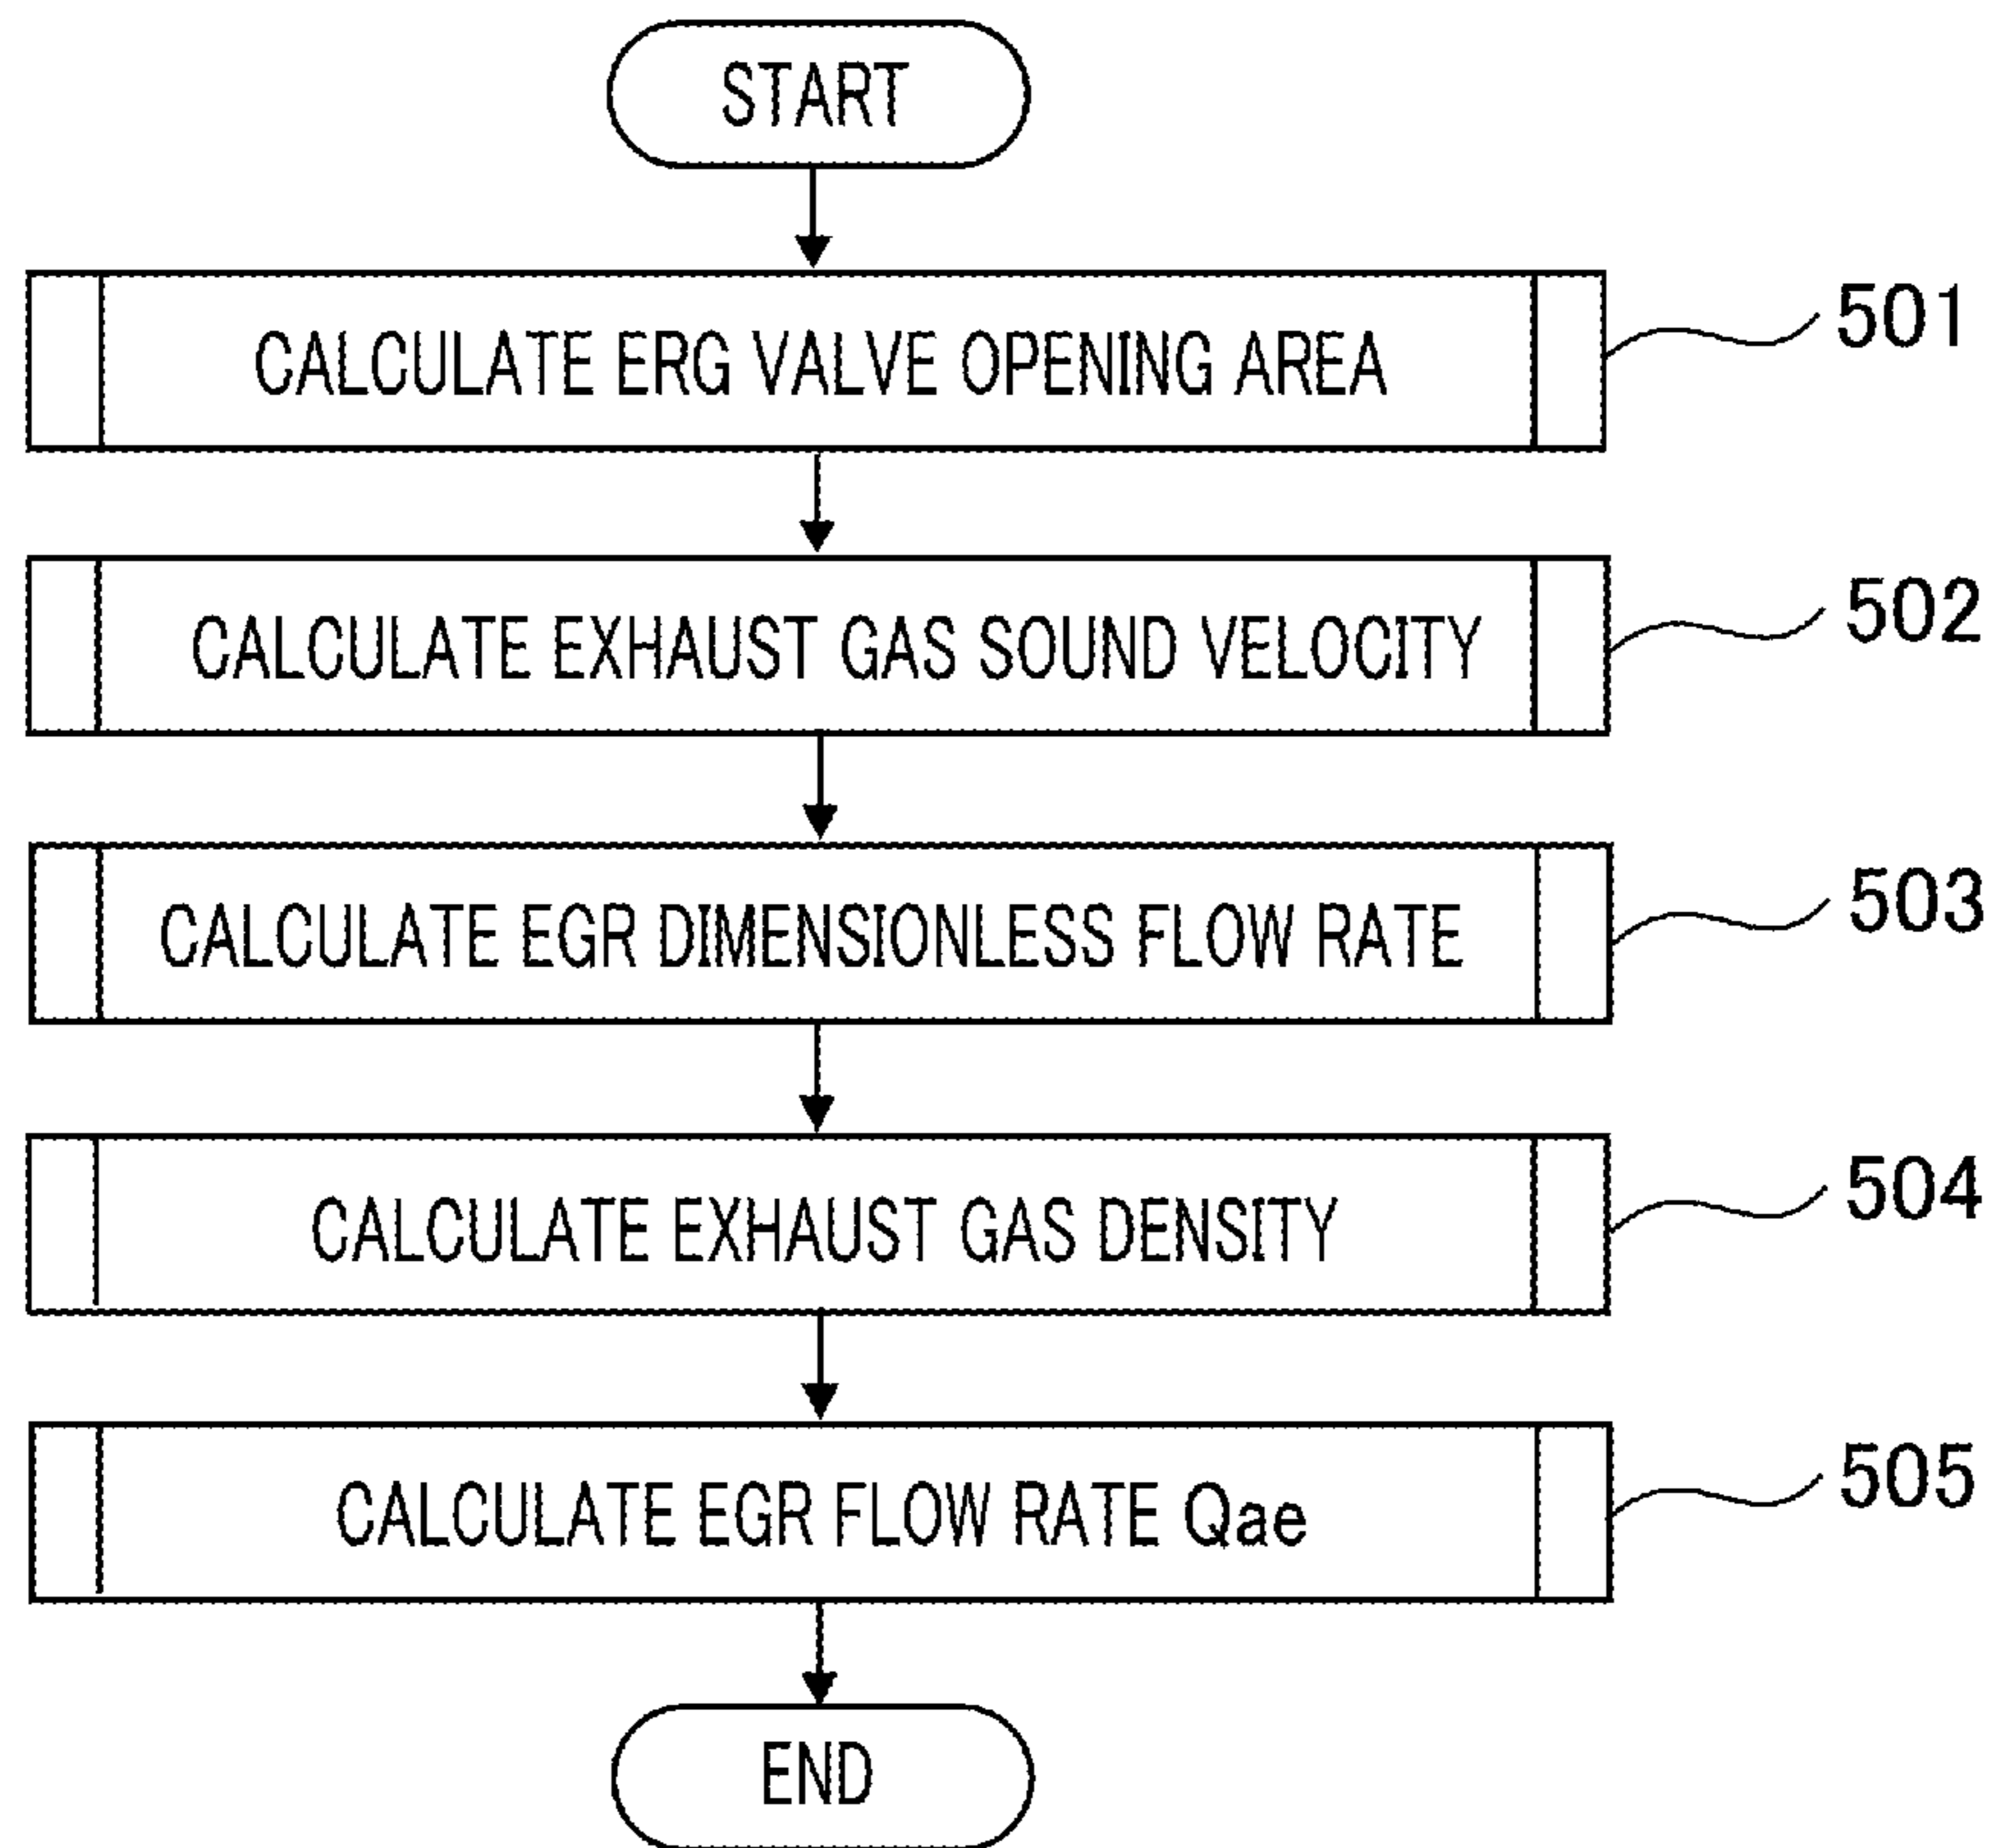 START
CALCULATE ERG VALVE OPENING AREA
501
CALCULATE EXHAUST GAS SOUND VELOCITY
502
CALCULATE EGR DIMENSIONLESS FLOW RATE
503
CALCULATE EXHAUST GAS DENSITY
504
CALCULATE EGR FLOW RATE Qae
505
END